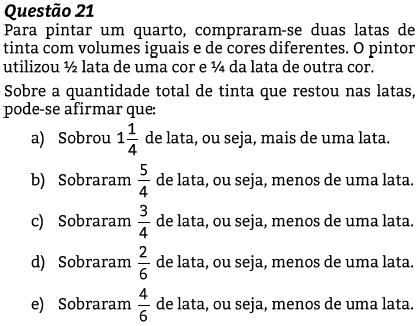 Questão 21
Para pintar um quarto, compraram-se duas latas de
tinta com volumes iguais e de cores diferentes. O pintor
utilizou ½ lata de uma cor e ¼ da lata de outra cor.
Sobre a quantidade total de tinta que restou nas latas,
pode-se afirmar que:
a) Sobrou 1 1/4 de lata, ou seja, mais de uma lata.
b) Sobraram 5/4 de lata, ou seja, menos de uma lata.
c) Sobraram 3/4 de lata, ou seja, menos de uma lata.
d) Sobraram 2/6 de lata, ou seja, menos de uma lata.
e) Sobraram 4/6 de lata, ou seja, menos de uma lata.